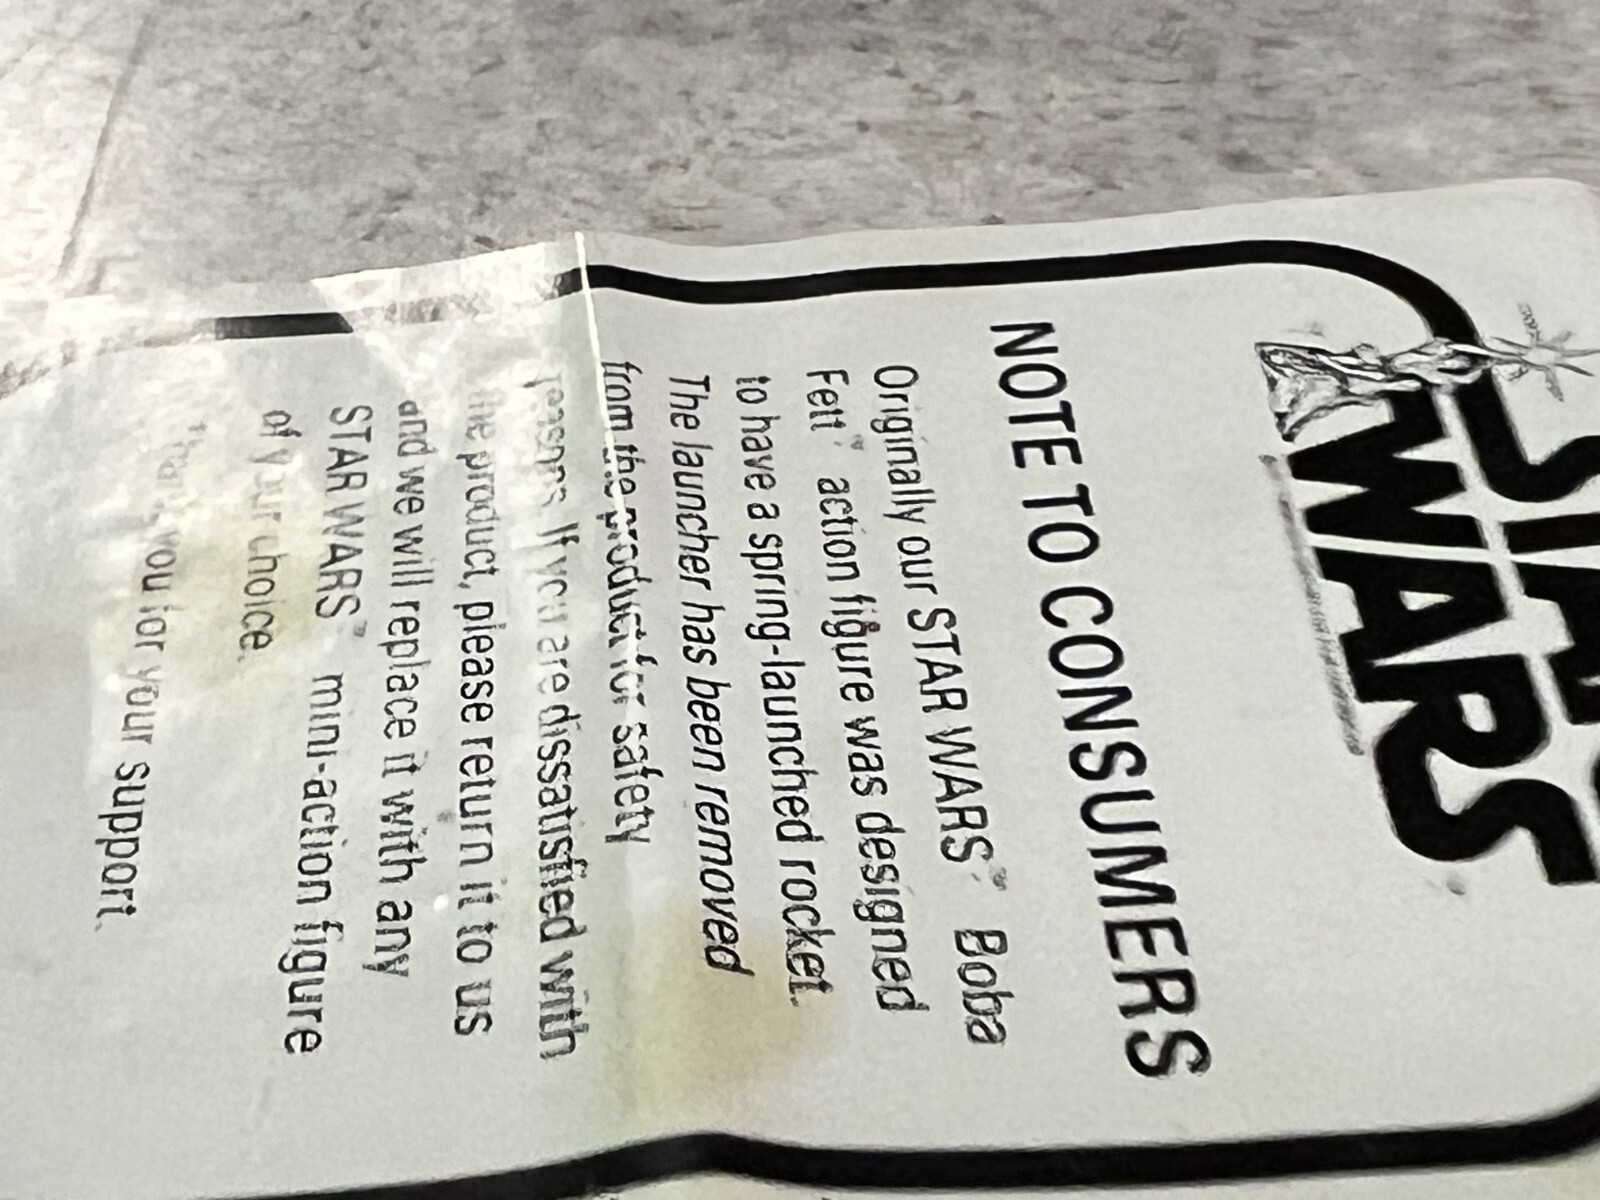 STAR
WARS
NOTE TO CONSUMERS
Originally our STAR WARS Boba
Fett action figure was designed
to have a spring-launched rocket.
The launcher has been removed
from the product for safety
reasons. If you are dissatisfied with
the product, please return it to us
and we will replace it with any
STAR WARS mini-action figure
of your choice.
Thank you for your support.